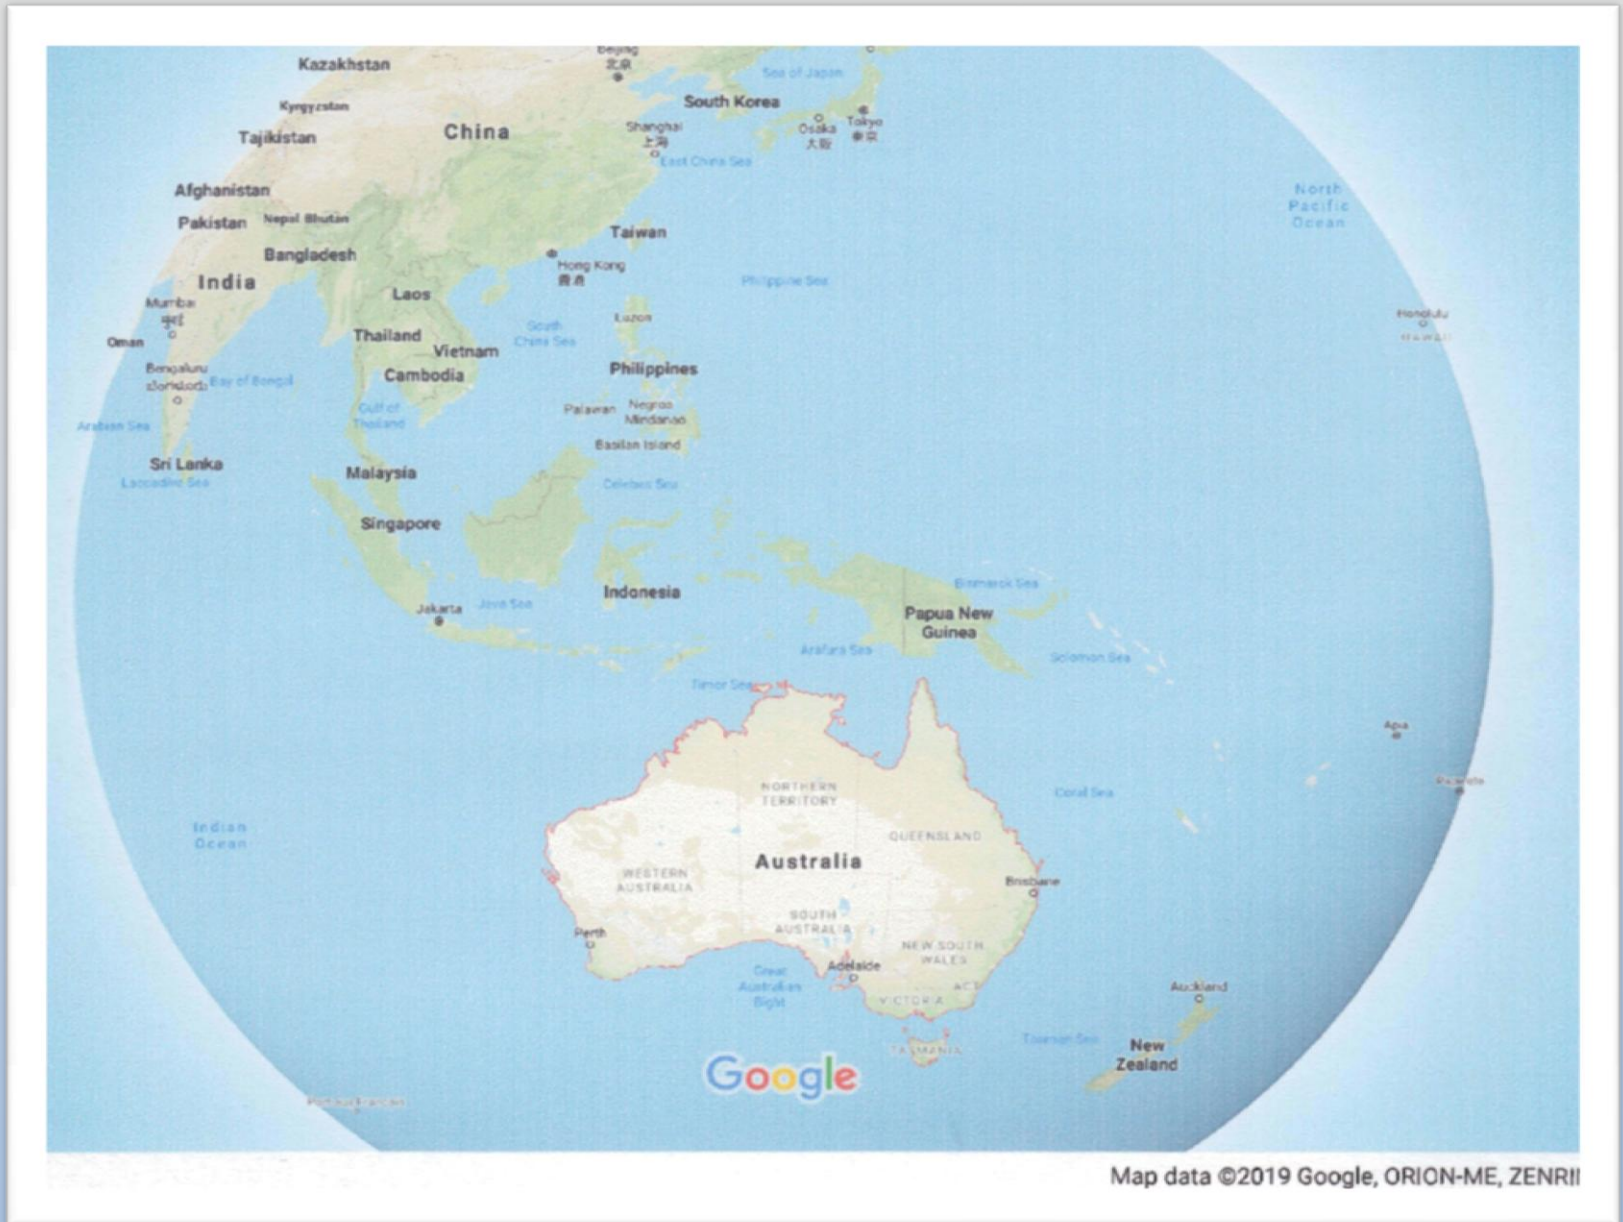 Beijing
北京
Kazakhstan
Sea of Japan
Kyrgyzstan
South Korea
Tajikistan
China
Shanghai
上海
Osaka
大阪
Tokyo
東京
East China Sea
Afghanistan
Pakistan
Nepal Bhutan
North
Pacific
Ocean
Taiwan
Bangladesh
Hong Kong
香港
India
Philippine Sea
Laos
Mumbai
मुंबई
Luzon
Honolulu
HAWAII
South
China Sea
Thailand
Oman
Vietnam
Bengaluru
Bay of Bengal
Philippines
Cambodia
Gulf of
Thailand
Palawan
Negros
Mindanao
Arabian Sea
Basilan Island
Sri Lanka
Laccadive Sea
Malaysia
Celebes Sea
Singapore
Indonesia
Bismarck Sea
Jakarta
Java Sea
Papua New
Guinea
Arafura Sea
Solomon Sea
Timor Sea
Apia
NORTHERN
TERRITORY
Coral Sea
Indian
Ocean
QUEENSLAND
Australia
WESTERN
AUSTRALIA
Brisbane
SOUTH
AUSTRALIA
Perth
NEW SOUTH
WALES
Adelaide
Great
Australian
Bight
ACT
VICTORIA
Auckland
Tasman Sea
TASMANIA
New
Zealand
Google
Map data ©2019 Google, ORION-ME, ZENRII